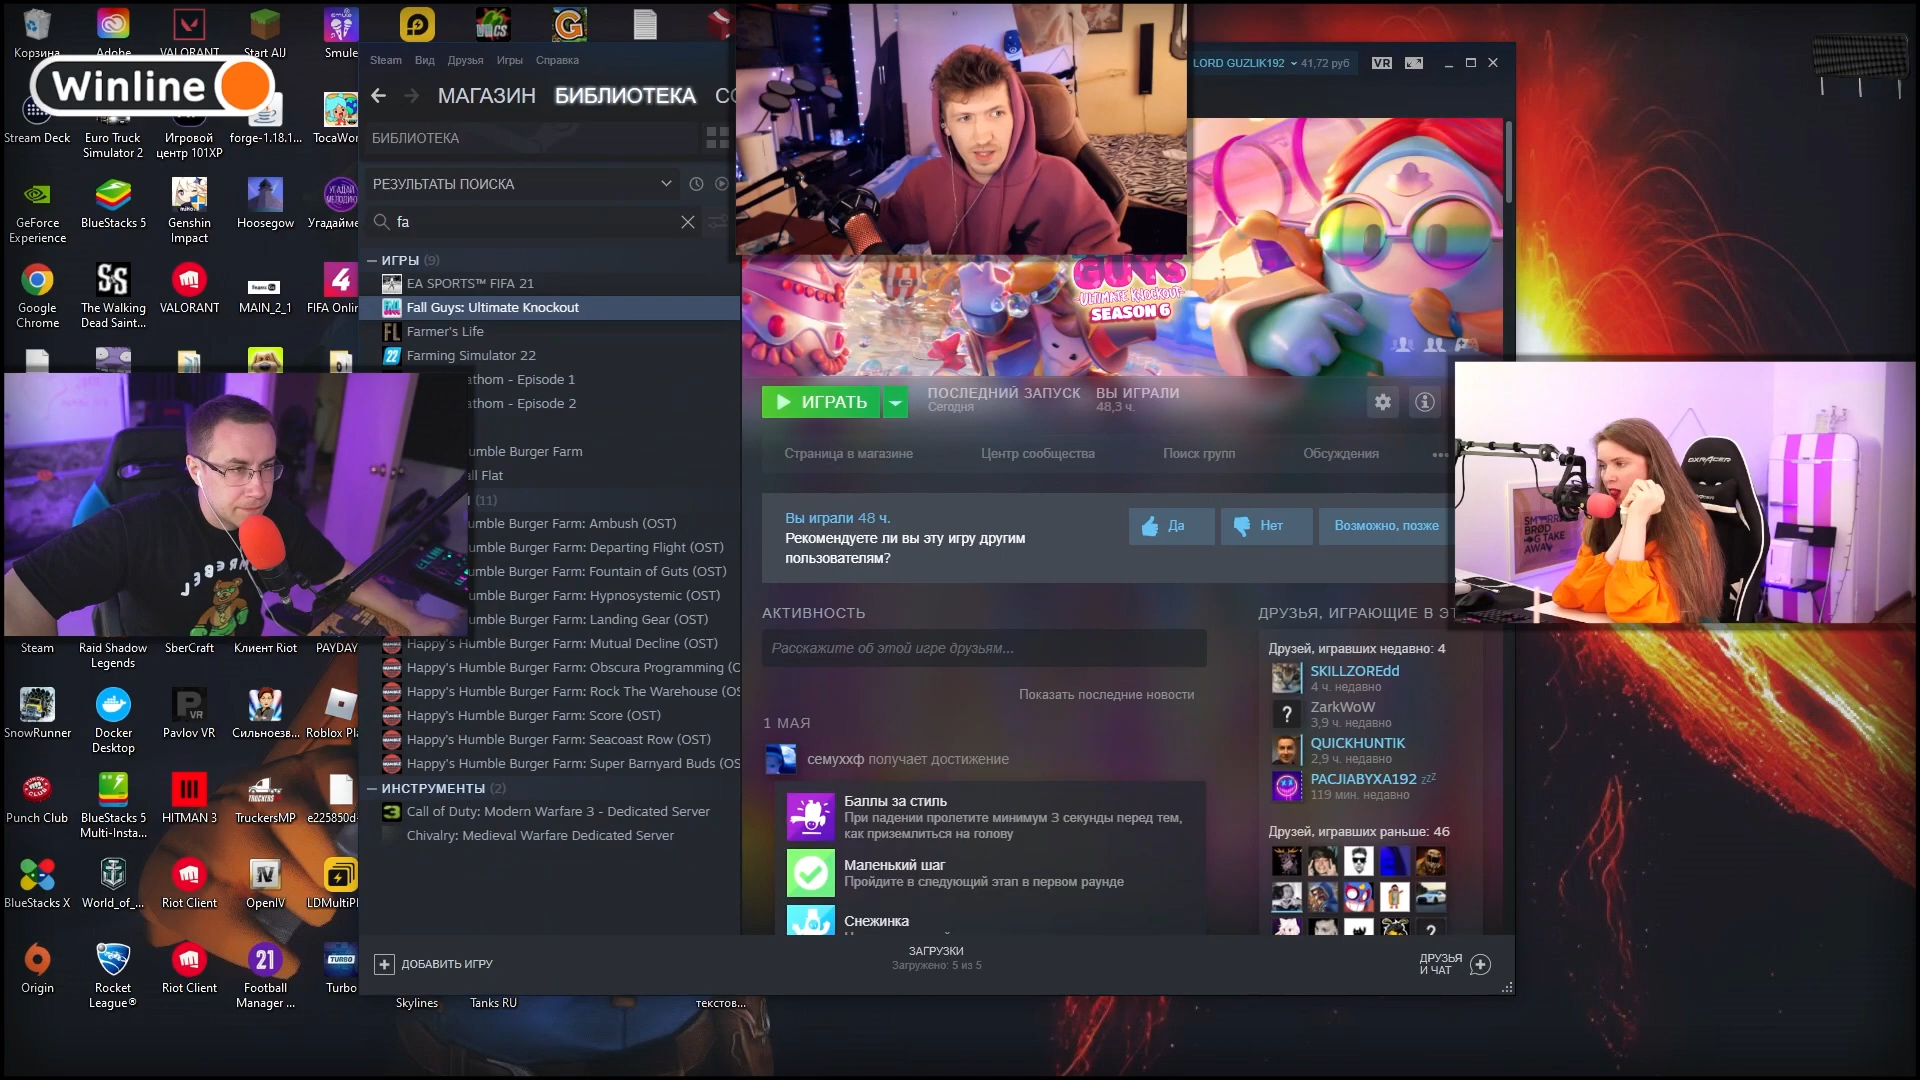 Корзина
Adobe
VALORANT
Start AIJ
Smule
Winline
Stream Deck
Euro Truck Simulator 2
Игровой центр 101XP
forge-1.18.1...
GeForce Experience
BlueStacks 5
Genshin Impact
Hoosegow
Google Chrome
The Walking Dead Saint...
VALORANT
MAIN_2_1
Steam
Raid Shadow Legends
SberCraft
Клиент Riot
PAYDAY
SnowRunner
Docker Desktop
Pavlov VR
Сильноезв...
Roblox Pl
Punch Club
BlueStacks 5 Multi-Insta...
HITMAN 3
TruckersMP
e225850d-
BlueStacks X
World_of_...
Riot Client
OpenIV
LDMultiPl
Origin
Rocket League®
Riot Client
Football Manager ...
Turbo
Skylines
Tanks RU
текстов...
Steam
Вид
Друзья
Игры
Справка
LORD GUZLIK192
41,72 руб
VR
МАГАЗИН
БИБЛИОТЕКА
БИБЛИОТЕКА
РЕЗУЛЬТАТЫ ПОИСКА
fa
ИГРЫ (9)
EA SPORTS™ FIFA 21
Fall Guys: Ultimate Knockout
Farmer's Life
Farming Simulator 22
athom - Episode 1
athom - Episode 2
umble Burger Farm
all Flat
(11)
umble Burger Farm: Ambush (OST)
umble Burger Farm: Departing Flight (OST)
umble Burger Farm: Fountain of Guts (OST)
umble Burger Farm: Hypnosystemic (OST)
umble Burger Farm: Landing Gear (OST)
Happy's Humble Burger Farm: Mutual Decline (OST)
Happy's Humble Burger Farm: Obscura Programming (O
Happy's Humble Burger Farm: Rock The Warehouse (OS
Happy's Humble Burger Farm: Score (OST)
Happy's Humble Burger Farm: Seacoast Row (OST)
Happy's Humble Burger Farm: Super Barnyard Buds (OS
ИНСТРУМЕНТЫ (2)
Call of Duty: Modern Warfare 3 - Dedicated Server
Chivalry: Medieval Warfare Dedicated Server
ДОБАВИТЬ ИГРУ
GUYS
ULTIMATE KNOCKOUT
SEASON 6
ИГРАТЬ
ПОСЛЕДНИЙ ЗАПУСК
Сегодня
ВЫ ИГРАЛИ
48,3 ч.
Страница в магазине
Центр сообщества
Поиск групп
Обсуждения
Вы играли 48 ч.
Рекомендуете ли вы эту игру другим
пользователям?
Да
Нет
Возможно, позже
АКТИВНОСТЬ
Расскажите об этой игре друзьям...
Показать последние новости
1 МАЯ
семуххф получает достижение
Баллы за стиль
При падении пролетите минимум 3 секунды перед тем,
как приземлиться на голову
Маленький шаг
Пройдите в следующий этап в первом раунде
Снежинка
ДРУЗЬЯ, ИГРАЮЩИЕ В ЭТ
Друзей, игравших недавно: 4
SKILLZOREdd
4 ч. недавно
ZarkWoW
3,9 ч. недавно
QUICKHUNTIK
2,9 ч. недавно
PACJIABYXA192 zzZ
119 мин. недавно
Друзей, игравших раньше: 46
ЗАГРУЗКИ
Загружено: 5 из 5
ДРУЗЬЯ
И ЧАТ
DXRACER